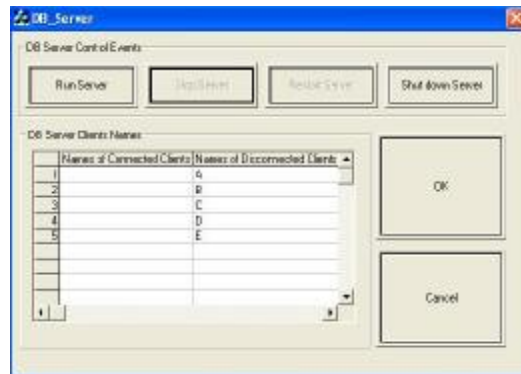 DB_Server
DB Server Control Events
Run Server
Stop Server
Restart Server
Shut down Server
DB Server Clients Names
Names of Connected Clients Names of Disconnected Clients
1 A
2 B
3 C
4 D
5 E
OK
Cancel